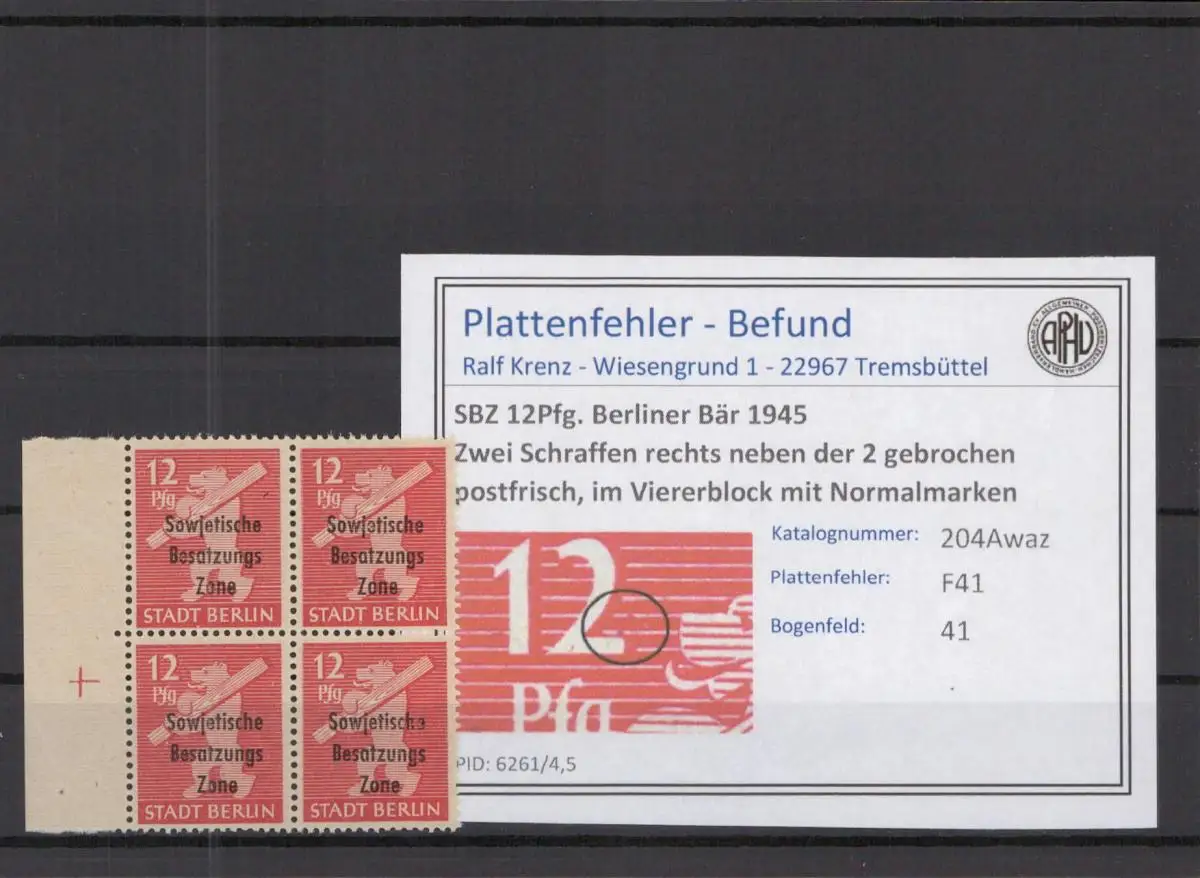 Plattenfehler - Befund
Ralf Krenz - Wiesengrund 1 - 22967 Tremsbüttel
APHV
SBZ 12Pfg. Berliner Bär 1945
Zwei Schraffen rechts neben der 2 gebrochen
postfrisch, im Viererblock mit Normalmarken
Katalognummer: 204Awaz
Plattenfehler: F41
Bogenfeld: 41
12
Pfg
PID: 6261/4,5
12
Pfg
Sowjetische
Besatzungs
Zone
STADT BERLIN
12
Pfg
Sowjetische
Besatzungs
Zone
STADT BERLIN
12
Pfg
Sowjetische
Besatzungs
Zone
STADT BERLIN
12
Pfg
Sowjetische
Besatzungs
Zone
STADT BERLIN